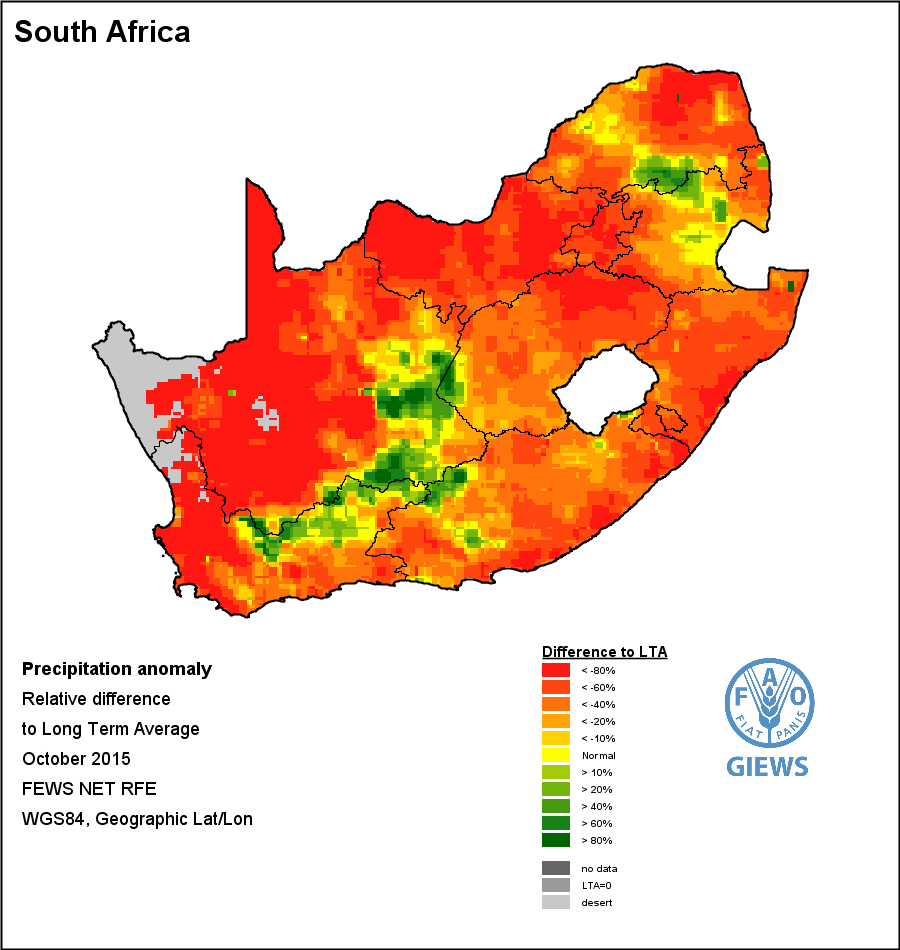 South Africa
Precipitation anomaly
Relative difference
to Long Term Average
October 2015
FEWS NET RFE
WGS84, Geographic Lat/Lon
Difference to LTA
< -80%
< -60%
< -40%
< -20%
< -10%
Normal
> 10%
> 20%
> 40%
> 60%
> 80%
no data
LTA=0
desert
F A O
FIAT PANIS
GIEWS